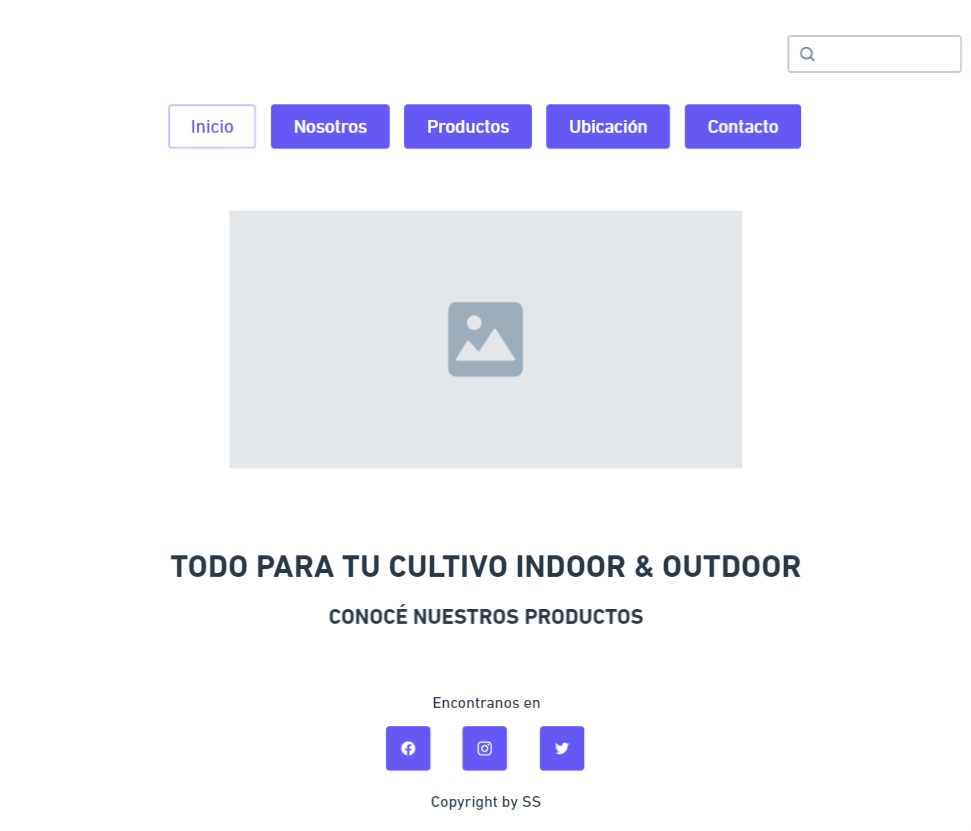 Inicio Nosotros Productos Ubicación Contacto
TODO PARA TU CULTIVO INDOOR & OUTDOOR
CONOCÉ NUESTROS PRODUCTOS
Encontranos en
Copyright by SS